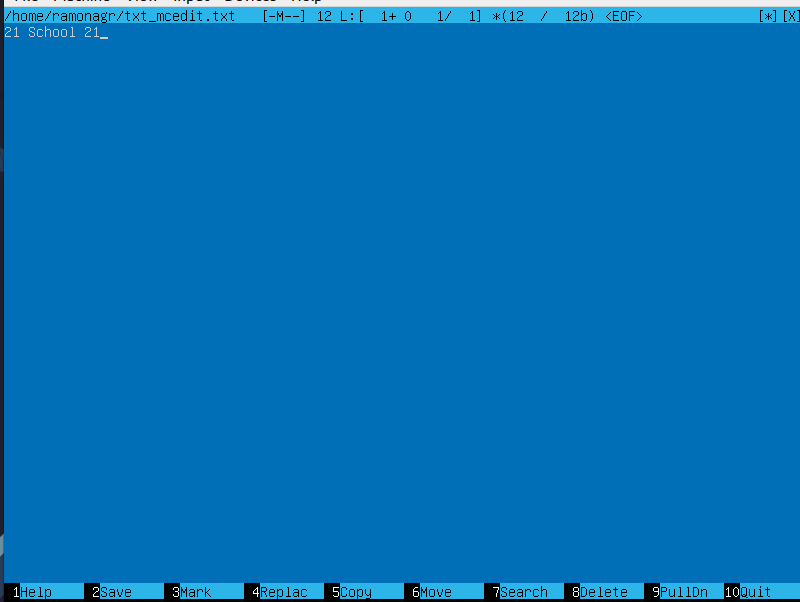 /home/ramonagr/txt_mcedit.txt [-M--] 12 L:[ 1+ 0 1/ 1] *(12 / 12b) <EOF> [*][X]
21 School 21_
1Help 2Save 3Mark 4Replac 5Copy 6Move 7Search 8Delete 9PullDn 10Quit